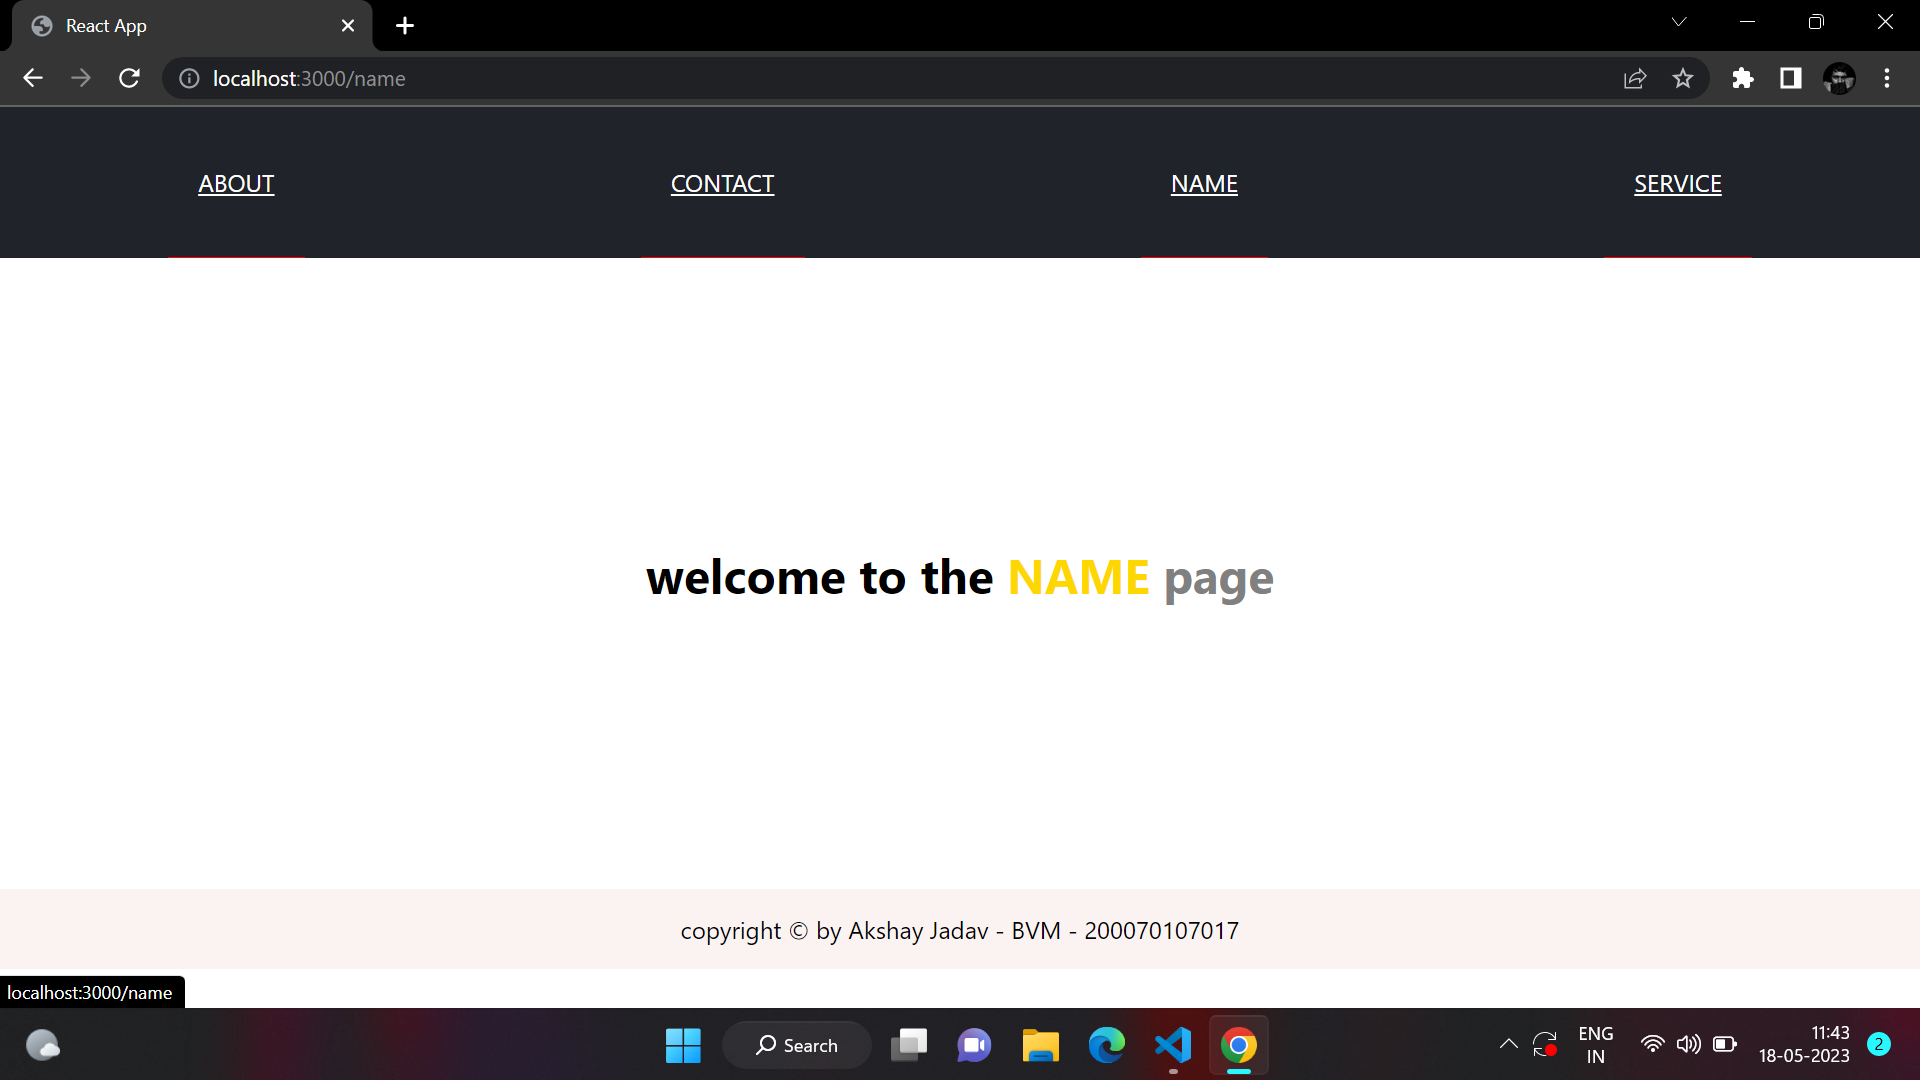 React App
localhost:3000/name
ABOUT CONTACT NAME SERVICE
welcome to the NAME page
copyright © by Akshay Jadav - BVM - 200070107017
localhost:3000/name
Search
ENG
IN
11:43
18-05-2023
2